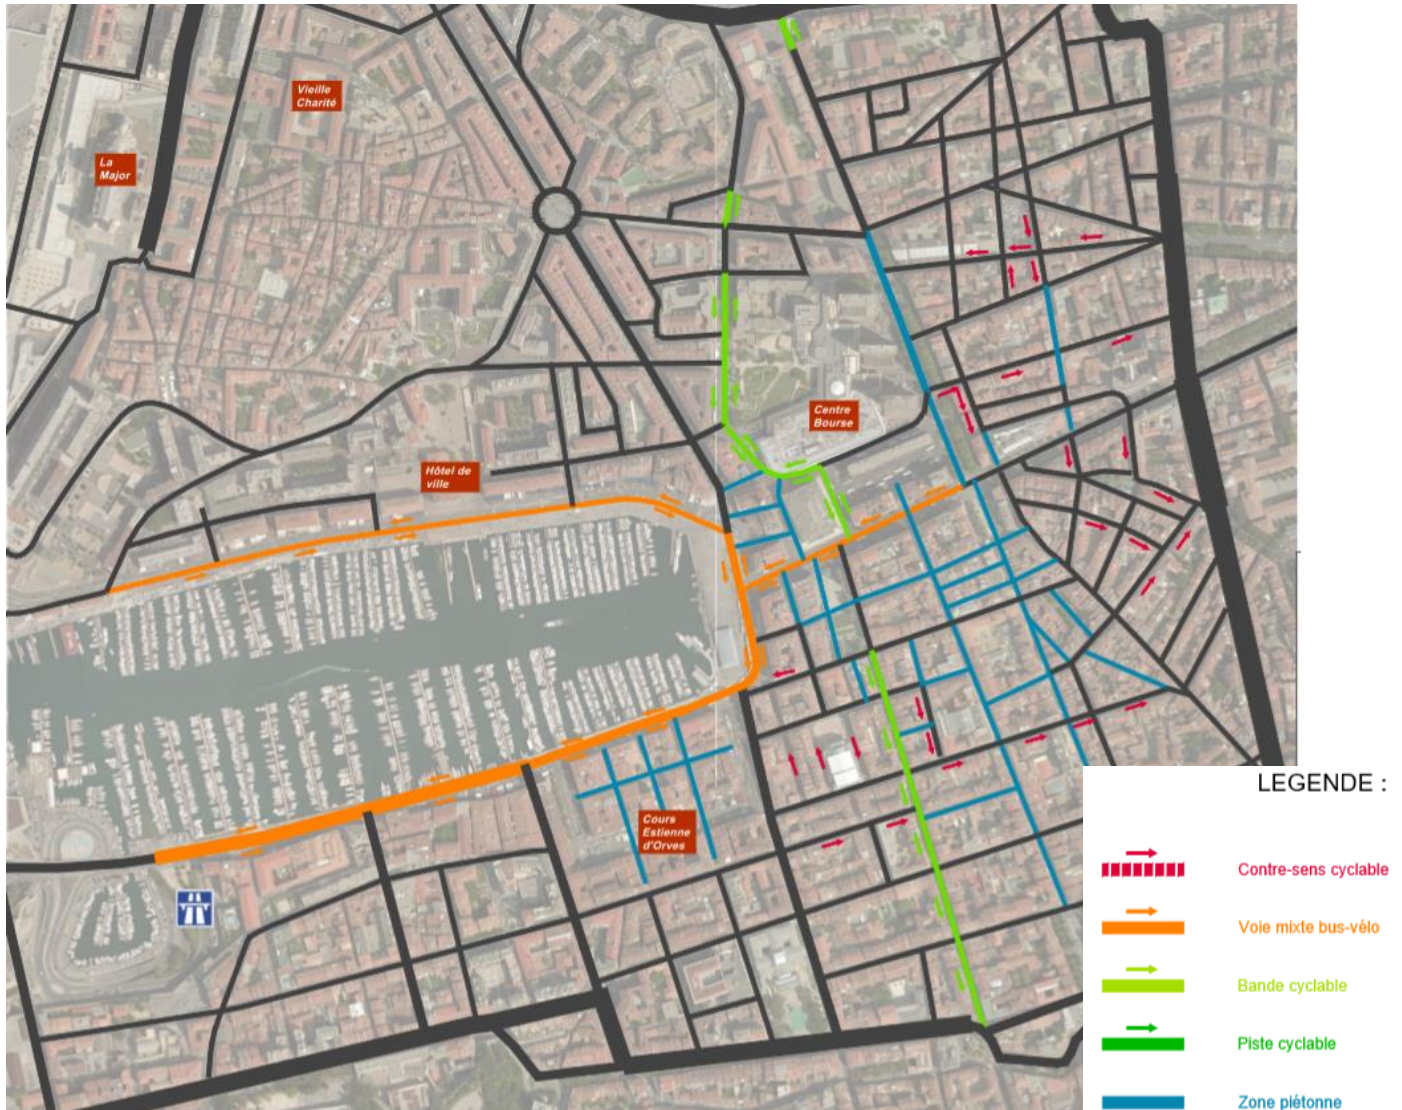 Vieille
Charité
La
Major
Centre
Bourse
Hôtel de
ville
Cours
Estienne
d'Orves
LEGENDE :
Contre-sens cyclable
Voie mixte bus-vélo
Bande cyclable
Piste cyclable
Zone piétonne